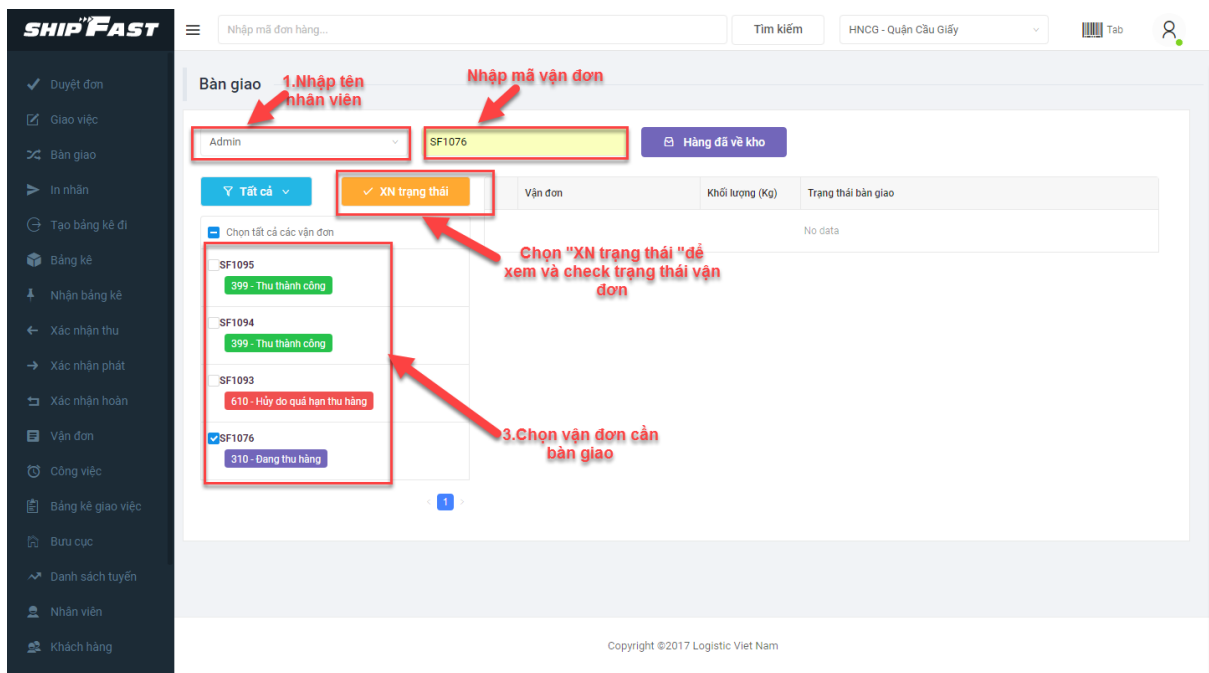 SHIPFAST
Nhập mã đơn hàng...
Tìm kiếm
HNCG - Quận Cầu Giấy
Tab
Duyệt đơn
Giao việc
Bàn giao
In nhãn
Tạo bảng kê đi
Bảng kê
Nhận bảng kê
Xác nhận thu
Xác nhận phát
Xác nhận hoàn
Vận đơn
Công việc
Bảng kê giao việc
Bưu cục
Danh sách tuyến
Nhân viên
Khách hàng
Bàn giao
1.Nhập tên
nhân viên
Nhập mã vận đơn
Admin
SF1076
Hàng đã về kho
Tất cả
XN trạng thái
Vận đơn
Khối lượng (Kg)
Trạng thái bàn giao
No data
Chọn tất cả các vận đơn
Chọn "XN trạng thái "để
xem và check trạng thái vận
đơn
SF1095
399 - Thu thành công
SF1094
399 - Thu thành công
SF1093
610 - Hủy do quá hạn thu hàng
SF1076
310 - Đang thu hàng
3.Chọn vận đơn cần
bàn giao
1
Copyright ©2017 Logistic Viet Nam